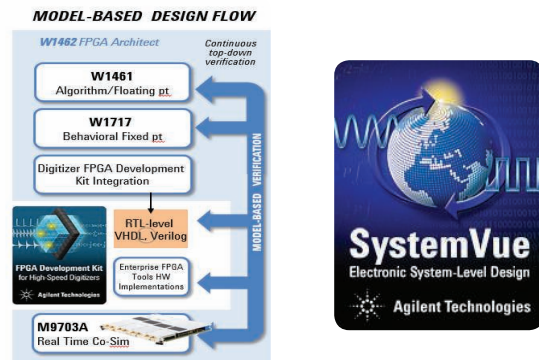 MODEL-BASED DESIGN FLOW
W1462 FPGA Architect
Continuous
top-down
verification
W1461
Algorithm/Floating pt
W1717
Behavioral Fixed pt
Digitizer FPGA Development
Kit Integration
MODEL-BASED VERIFICATION
RTL-level
VHDL, Verilog
FPGA Development Kit
for High-Speed Digitizers
Agilent Technologies
Enterprise FPGA
Tools HW
Implementations
M9703A
Real Time Co-Sim
SystemVue
Electronic System-Level Design
Agilent Technologies